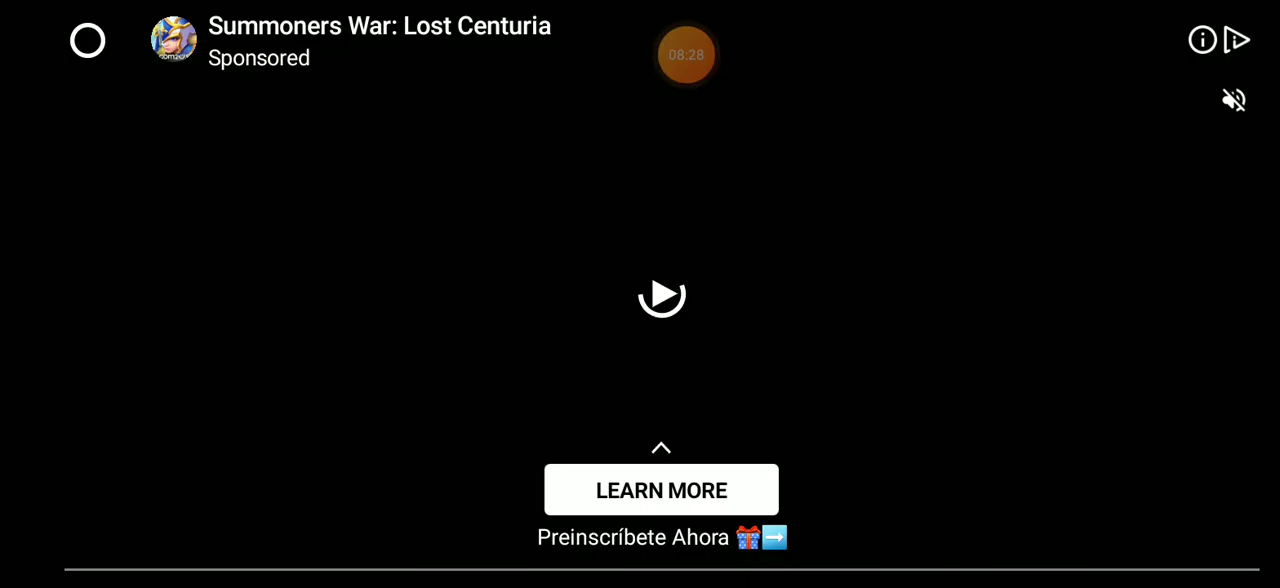 Summoners War: Lost Centuria
Sponsored
08:28
LEARN MORE
Preinscríbete Ahora 🎁➡️